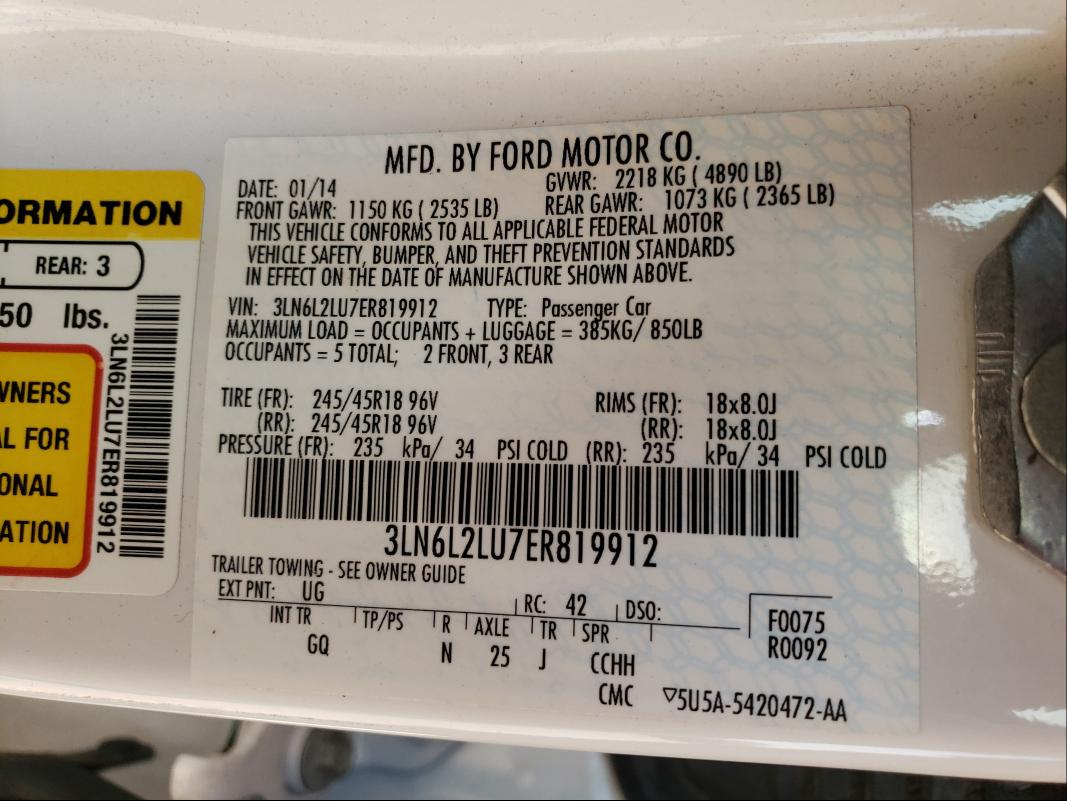 MFD. BY FORD MOTOR CO.
DATE: 01/14 GVWR: 2218 KG ( 4890 LB)
FRONT GAWR: 1150 KG ( 2535 LB) REAR GAWR: 1073 KG ( 2365 LB)
THIS VEHICLE CONFORMS TO ALL APPLICABLE FEDERAL MOTOR
VEHICLE SAFETY, BUMPER, AND THEFT PREVENTION STANDARDS
IN EFFECT ON THE DATE OF MANUFACTURE SHOWN ABOVE.
VIN: 3LN6L2LU7ER819912 TYPE: Passenger Car
MAXIMUM LOAD = OCCUPANTS + LUGGAGE = 385KG/ 850LB
OCCUPANTS = 5 TOTAL; 2 FRONT, 3 REAR
TIRE (FR): 245/45R18 96V RIMS (FR): 18x8.0J
(RR): 245/45R18 96V (RR): 18x8.0J
PRESSURE (FR): 235 kPa/ 34 PSI COLD (RR): 235 kPa/ 34 PSI COLD
3LN6L2LU7ER819912
TRAILER TOWING - SEE OWNER GUIDE
EXT PNT: UG RC: 42 DSO:
INT TR TP/PS R AXLE TR SPR F0075
GQ N 25 J CCHH R0092
CMC ▽5U5A-5420472-AA
ORMATION
REAR: 3
50 lbs.
WNERS
AL FOR
ONAL
ATION
3LN6L2LU7ER819912